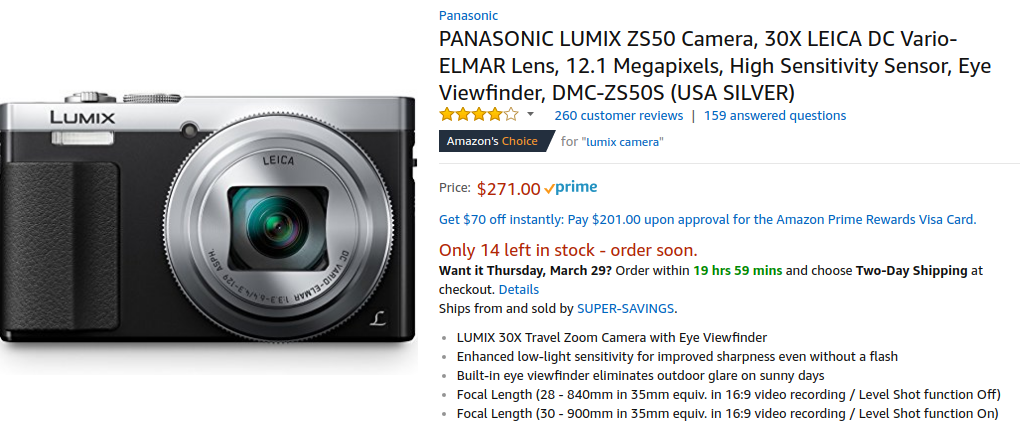 Panasonic
PANASONIC LUMIX ZS50 Camera, 30X LEICA DC Vario-
ELMAR Lens, 12.1 Megapixels, High Sensitivity Sensor, Eye
Viewfinder, DMC-ZS50S (USA SILVER)
260 customer reviews | 159 answered questions
Amazon's Choice for "lumix camera"
Price: $271.00 prime
Get $70 off instantly: Pay $201.00 upon approval for the Amazon Prime Rewards Visa Card.
Only 14 left in stock - order soon.
Want it Thursday, March 29? Order within 19 hrs 59 mins and choose Two-Day Shipping at
checkout. Details
Ships from and sold by SUPER-SAVINGS.
LUMIX 30X Travel Zoom Camera with Eye Viewfinder
Enhanced low-light sensitivity for improved sharpness even without a flash
Built-in eye viewfinder eliminates outdoor glare on sunny days
Focal Length (28 - 840mm in 35mm equiv. in 16:9 video recording / Level Shot function Off)
Focal Length (30 - 900mm in 35mm equiv. in 16:9 video recording / Level Shot function On)
LUMIX
LEICA
DC VARIO-ELMAR 1:3.3-6.4/4.3-129 ASPH.
L